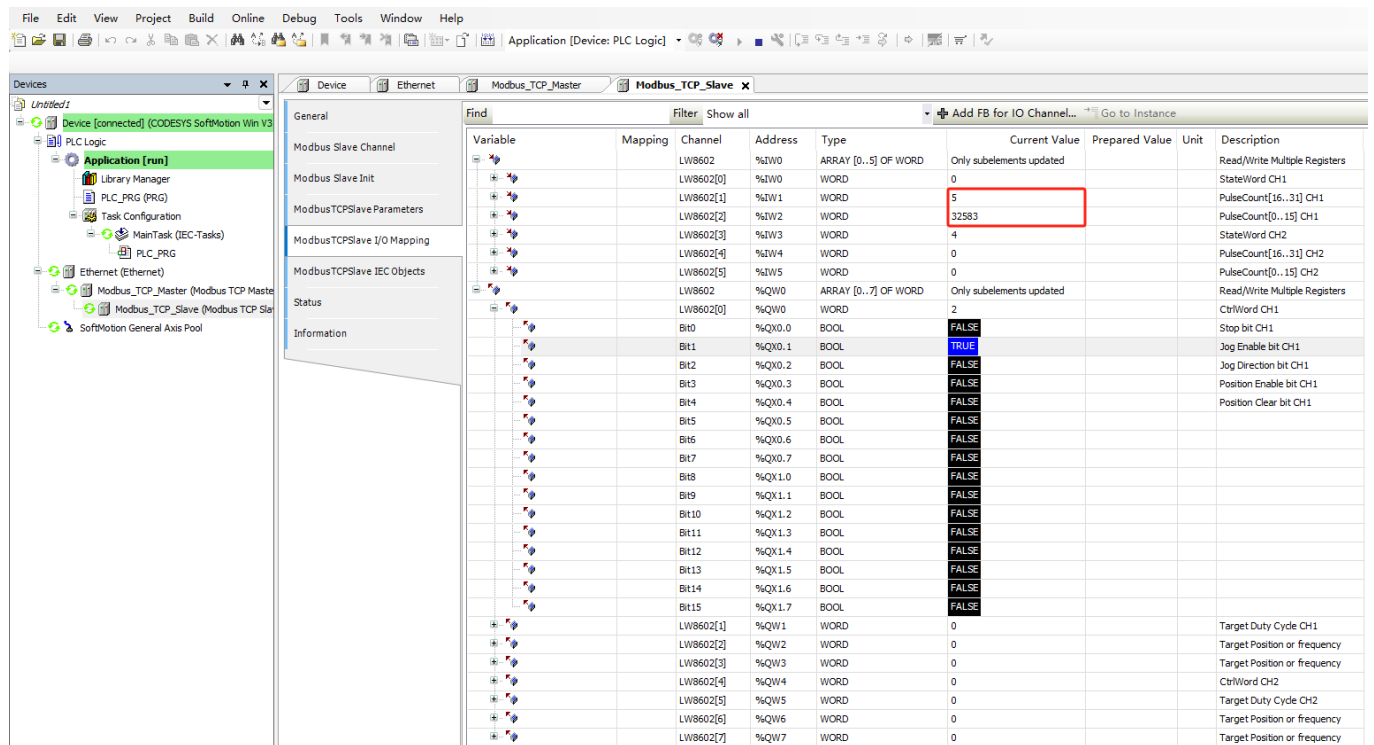 File Edit View Project Build Online Debug Tools Window Help
Application [Device: PLC Logic]
Devices
Untitled1
Device [connected] (CODESYS SoftMotion Win V3
PLC Logic
Application [run]
Library Manager
PLC_PRG (PRG)
Task Configuration
MainTask (IEC-Tasks)
PLC_PRG
Ethernet (Ethernet)
Modbus_TCP_Master (Modbus TCP Maste
Modbus_TCP_Slave (Modbus TCP Sla
SoftMotion General Axis Pool
Device Ethernet Modbus_TCP_Master Modbus_TCP_Slave
General
Modbus Slave Channel
Modbus Slave Init
ModbusTCPSlave Parameters
ModbusTCPSlave I/O Mapping
ModbusTCPSlave IEC Objects
Status
Information
Find Filter Show all Add FB for IO Channel... Go to Instance
Variable Mapping Channel Address Type Current Value Prepared Value Unit Description
LW8602 %IW0 ARRAY [0..5] OF WORD Only subelements updated Read/Write Multiple Registers
LW8602[0] %IW0 WORD 0 StateWord CH1
LW8602[1] %IW1 WORD 5 PulseCount[16..31] CH1
LW8602[2] %IW2 WORD 32583 PulseCount[0..15] CH1
LW8602[3] %IW3 WORD 4 StateWord CH2
LW8602[4] %IW4 WORD 0 PulseCount[16..31] CH2
LW8602[5] %IW5 WORD 0 PulseCount[0..15] CH2
LW8602 %QW0 ARRAY [0..7] OF WORD Only subelements updated Read/Write Multiple Registers
LW8602[0] %QW0 WORD 2 CtrlWord CH1
Bit0 %QX0.0 BOOL FALSE Stop bit CH1
Bit1 %QX0.1 BOOL TRUE Jog Enable bit CH1
Bit2 %QX0.2 BOOL FALSE Jog Direction bit CH1
Bit3 %QX0.3 BOOL FALSE Position Enable bit CH1
Bit4 %QX0.4 BOOL FALSE Position Clear bit CH1
Bit5 %QX0.5 BOOL FALSE
Bit6 %QX0.6 BOOL FALSE
Bit7 %QX0.7 BOOL FALSE
Bit8 %QX1.0 BOOL FALSE
Bit9 %QX1.1 BOOL FALSE
Bit10 %QX1.2 BOOL FALSE
Bit11 %QX1.3 BOOL FALSE
Bit12 %QX1.4 BOOL FALSE
Bit13 %QX1.5 BOOL FALSE
Bit14 %QX1.6 BOOL FALSE
Bit15 %QX1.7 BOOL FALSE
LW8602[1] %QW1 WORD 0 Target Duty Cycle CH1
LW8602[2] %QW2 WORD 0 Target Position or frequency
LW8602[3] %QW3 WORD 0 Target Position or frequency
LW8602[4] %QW4 WORD 0 CtrlWord CH2
LW8602[5] %QW5 WORD 0 Target Duty Cycle CH2
LW8602[6] %QW6 WORD 0 Target Position or frequency
LW8602[7] %QW7 WORD 0 Target Position or frequency